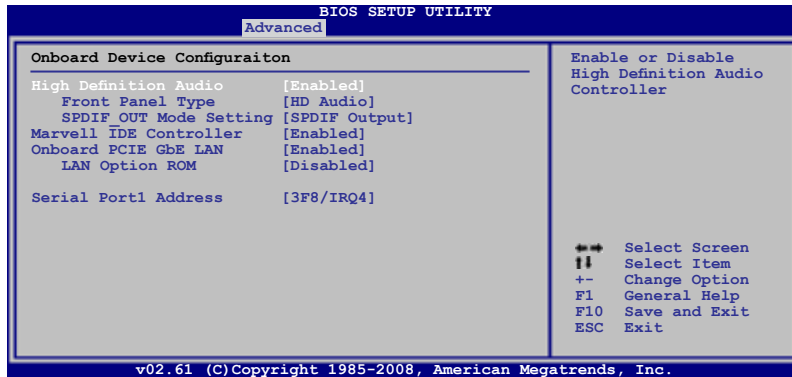 BIOS SETUP UTILITY
Advanced
Onboard Device Configuraiton
High Definition Audio [Enabled]
Front Panel Type [HD Audio]
SPDIF_OUT Mode Setting [SPDIF Output]
Marvell IDE Controller [Enabled]
Onboard PCIE GbE LAN [Enabled]
LAN Option ROM [Disabled]
Serial Port1 Address [3F8/IRQ4]
Enable or Disable
High Definition Audio
Controller
←→ Select Screen
↑↓ Select Item
+- Change Option
F1 General Help
F10 Save and Exit
ESC Exit
v02.61 (C)Copyright 1985-2008, American Megatrends, Inc.